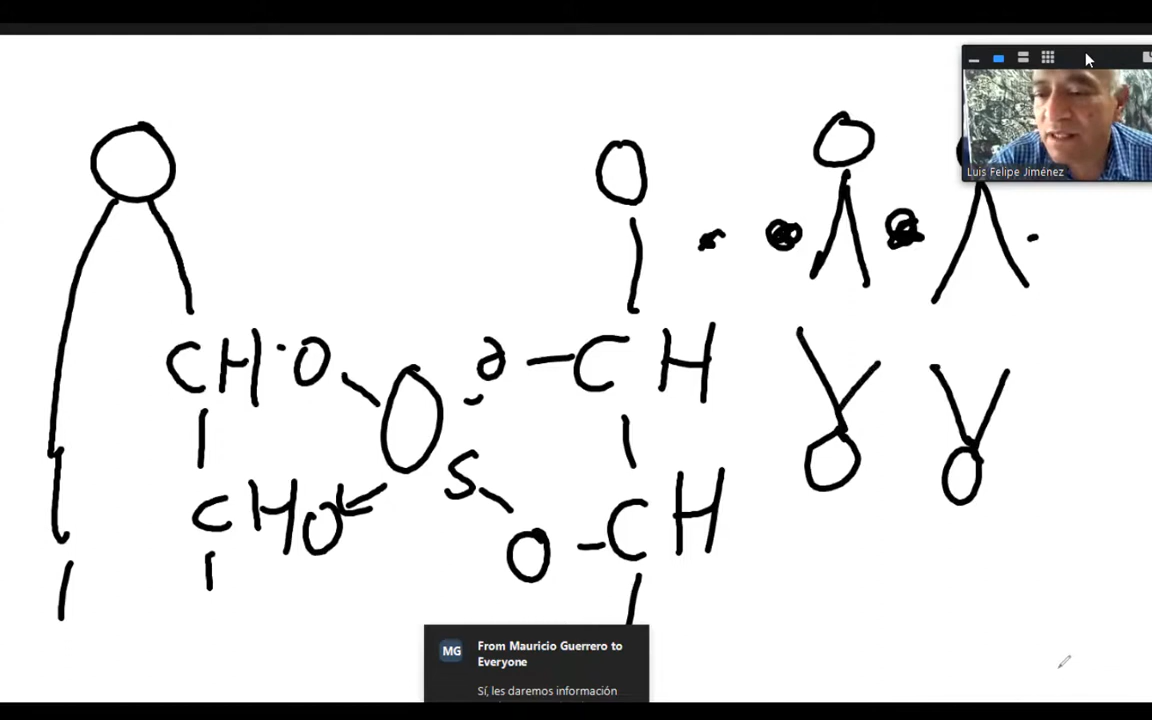 Luis Felipe Jiménez
CH·O
O
CH
CHO
S
O
CH
MG
From Mauricio Guerrero to
Everyone
Sí, les daremos información